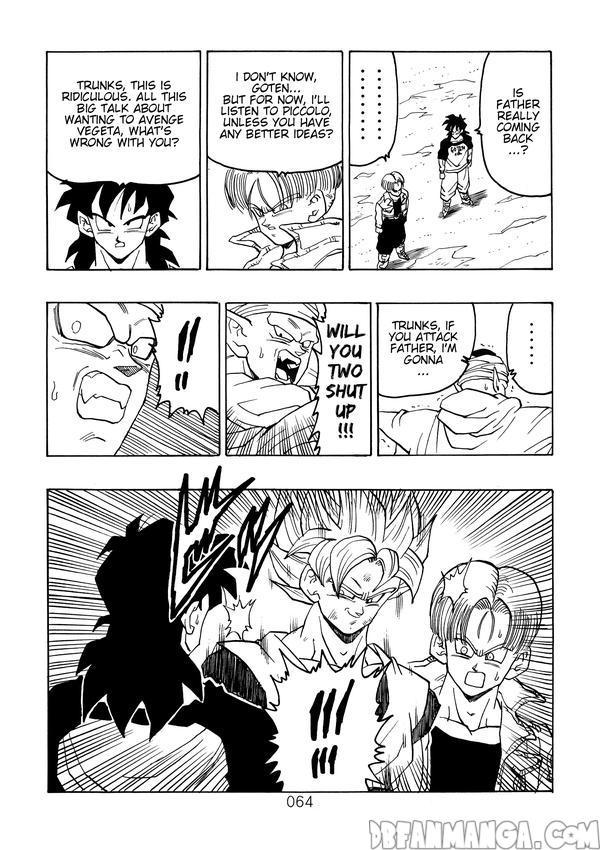 IS
FATHER
REALLY
COMING
BACK
...?
........
I DON'T KNOW,
GOTEN...
BUT FOR NOW, I'LL
LISTEN TO PICCOLO,
UNLESS YOU HAVE
ANY BETTER IDEAS?
TRUNKS, THIS IS
RIDICULOUS. ALL THIS
BIG TALK ABOUT
WANTING TO AVENGE
VEGETA, WHAT'S
WRONG WITH YOU?
......
TRUNKS, IF
YOU ATTACK
FATHER, I'M
GONNA
...
WILL
YOU
TWO
SHUT
UP
!!!
!!
!!!
!!
064
DBFANMANGA.COM